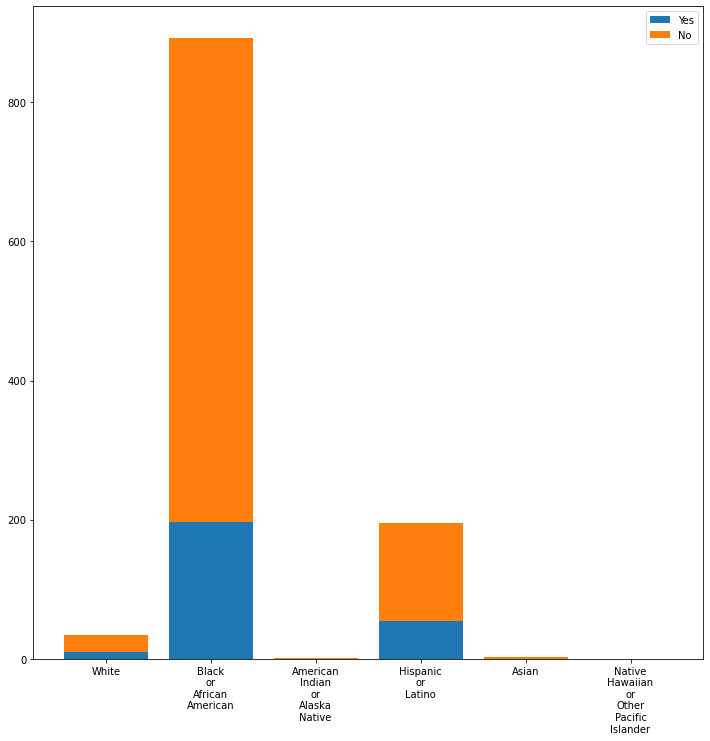 Yes
No
800
600
400
200
0
White
Black
or
African
American
American
Indian
or
Alaska
Native
Hispanic
or
Latino
Asian
Native
Hawaiian
or
Other
Pacific
Islander